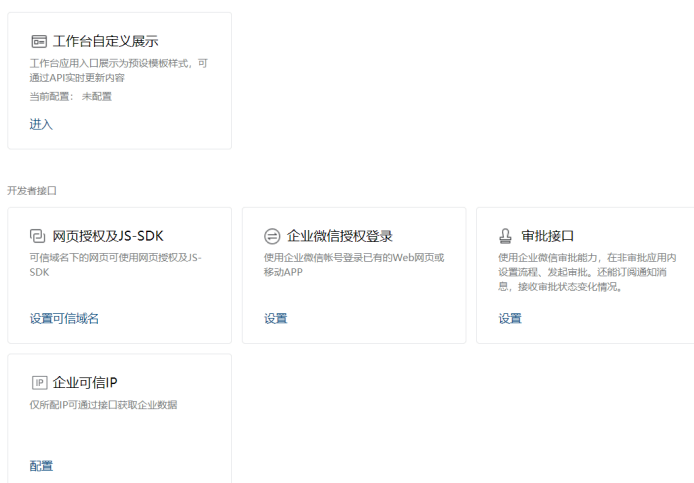 工作台自定义展示
工作台应用入口展示为预设模板样式，可
通过API实时更新内容
当前配置： 未配置
进入
开发者接口
网页授权及JS-SDK
可信域名下的网页可使用网页授权及JS-
SDK
设置可信域名
企业微信授权登录
使用企业微信帐号登录已有的Web网页或
移动APP
设置
审批接口
使用企业微信审批能力，在非审批应用内
设置流程、发起审批。还能订阅通知消
息，接收审批状态变化情况。
设置
IP 企业可信IP
仅所配IP可通过接口获取企业数据
配置